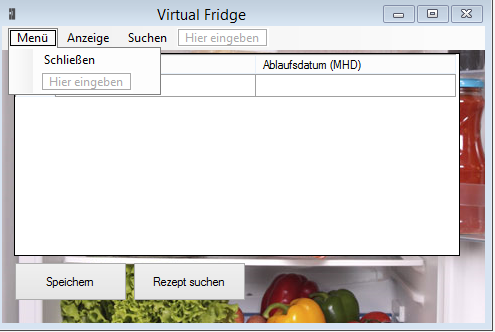 Virtual Fridge
Menü Anzeige Suchen Hier eingeben
Schließen
Hier eingeben
Ablaufsdatum (MHD)
Speichern Rezept suchen